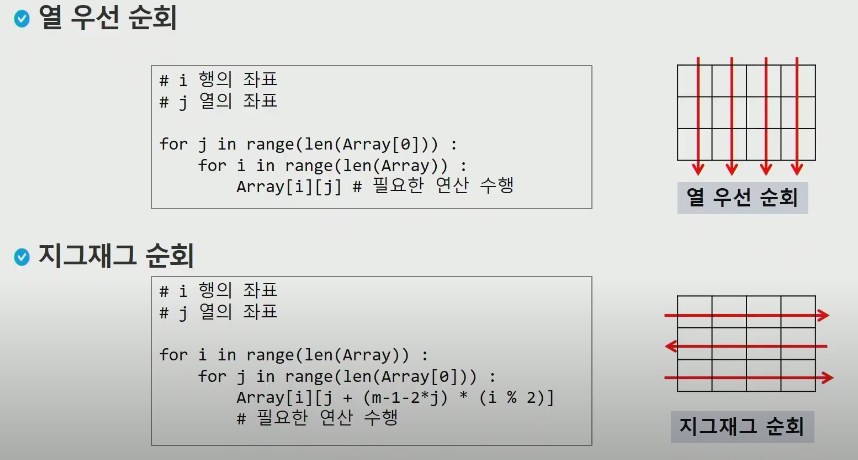 열 우선 순회
# i 행의 좌표
# j 열의 좌표
for j in range(len(Array[0])) :
    for i in range(len(Array)) :
        Array[i][j] # 필요한 연산 수행
열 우선 순회
지그재그 순회
# i 행의 좌표
# j 열의 좌표
for i in range(len(Array)) :
    for j in range(len(Array[0])) :
        Array[i][j + (m-1-2*j) * (i % 2)]
        # 필요한 연산 수행
지그재그 순회